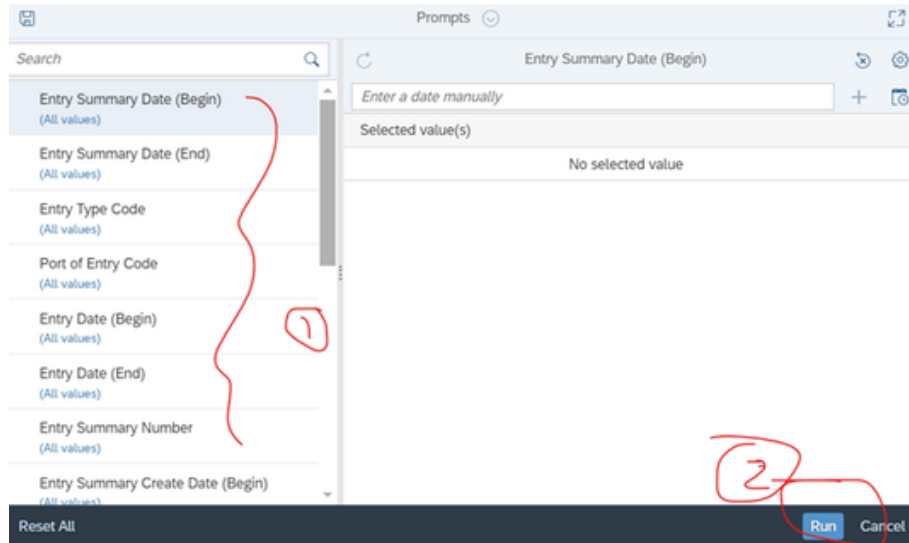 Prompts
Search
Entry Summary Date (Begin)
Entry Summary Date (Begin)
(All values)
Entry Summary Date (End)
(All values)
Entry Type Code
(All values)
Port of Entry Code
(All values)
Entry Date (Begin)
(All values)
1
Entry Date (End)
(All values)
Entry Summary Number
(All values)
Entry Summary Create Date (Begin)
(All values)
Enter a date manually
Selected value(s)
No selected value
2
Reset All
Run
Cancel